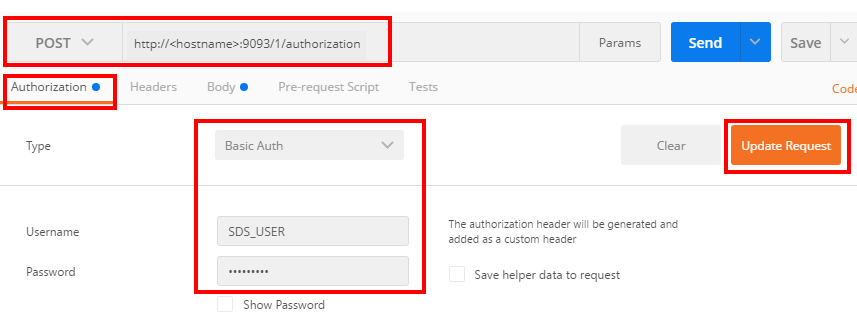 POST http://<hostname>:9093/1/authorization Params Send Save
Authorization Headers Body Pre-request Script Tests Code
Type Basic Auth Clear Update Request
Username SDS_USER The authorization header will be generated and
added as a custom header
Password ••••••••• Save helper data to request
Show Password